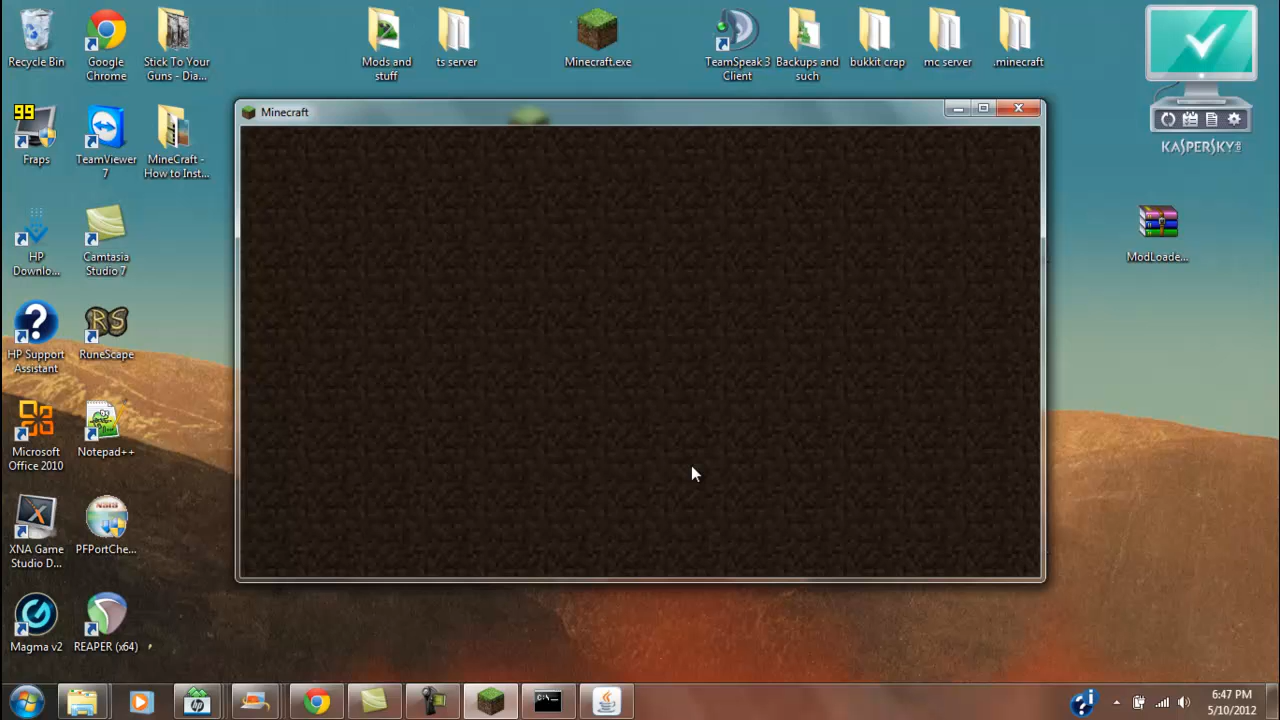 Recycle Bin
Google
Chrome
Stick To Your
Guns - Dia...
Mods and
stuff
ts server
Minecraft.exe
TeamSpeak 3
Client
Backups and
such
bukkit crap
mc server
.minecraft
KASPERSKY
99
Fraps
TeamViewer
7
MineCraft -
How to Inst...
Minecraft
HP
Downlo...
Camtasia
Studio 7
ModLoade...
HP Support
Assistant
RS
RuneScape
Microsoft
Office 2010
Notepad++
XNA Game
Studio D...
PFPortChe...
Magma v2
REAPER (x64)
6:47 PM
5/10/2012